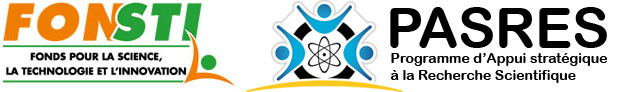 FONSTI
FONDS POUR LA SCIENCE,
LA TECHNOLOGIE ET L'INNOVATION
PASRES
Programme d'Appui stratégique
à la Recherche Scientifique